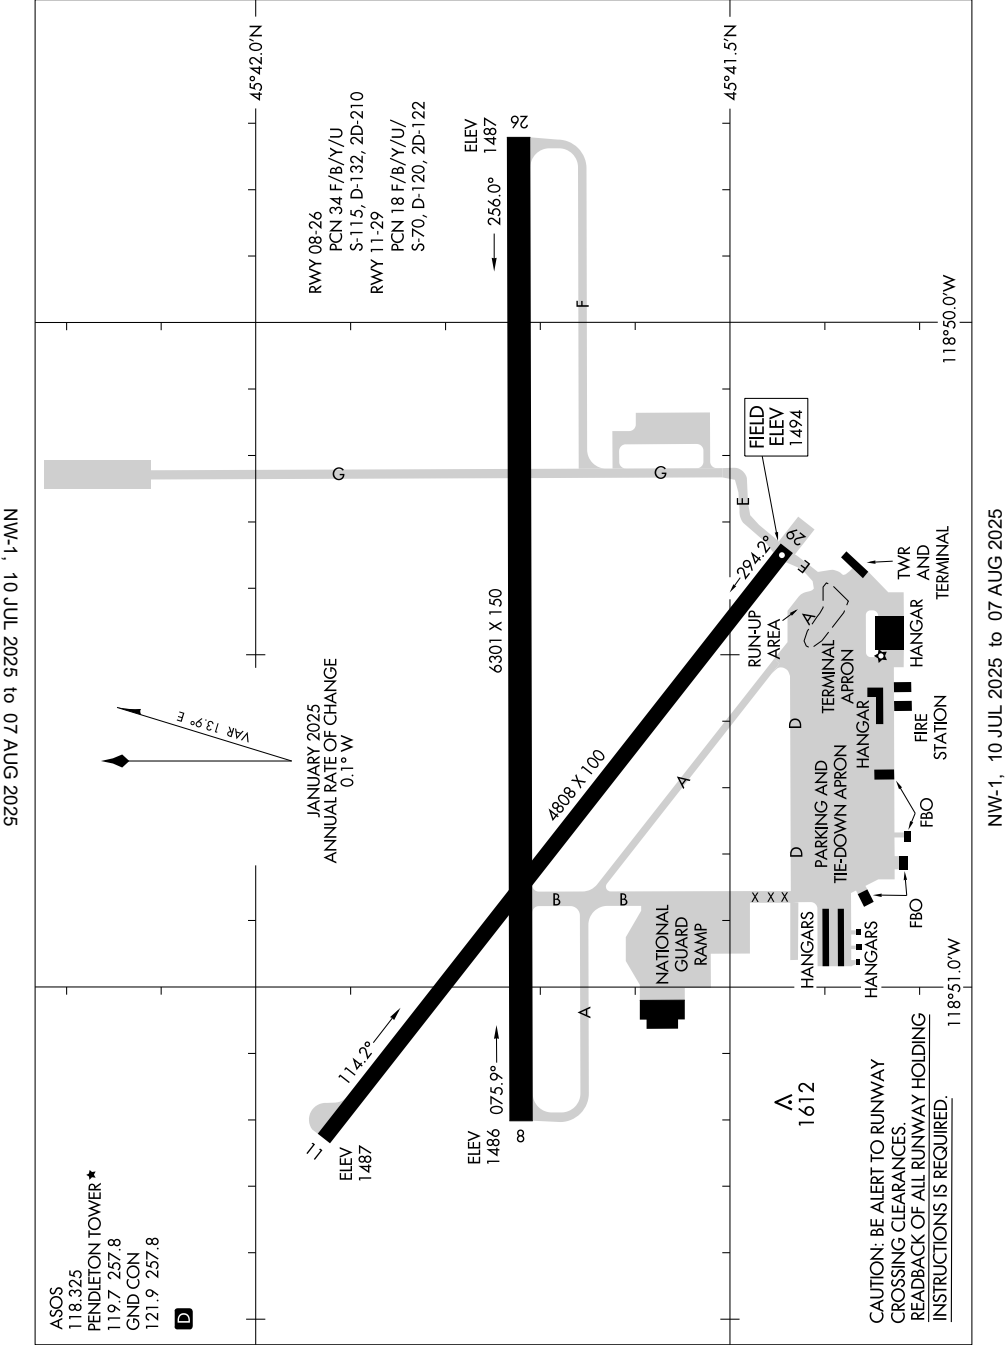 ASOS
118.325
PENDLETON TOWER★
119.7 257.8
GND CON
121.9 257.8
D
45°42.0'N
45°41.5'N
RWY 08-26
PCN 34 F/B/Y/U
S-115, D-132, 2D-210
RWY 11-29
PCN 18 F/B/Y/U/
S-70, D-120, 2D-122
ELEV
1487
26
256.0°
F
118°50.0'W
G
G
FIELD
ELEV
1494
E
E
29
294.2°
TWR
AND
TERMINAL
RUN-UP
AREA
A
TERMINAL
APRON
HANGAR
HANGAR
FIRE
STATION
6301 X 150
VAR 13.9° E
JANUARY 2025
ANNUAL RATE OF CHANGE
0.1° W
4808 X 100
A
D
D
PARKING AND
TIE-DOWN APRON
FBO
FBO
B
B
X X X
NATIONAL
GUARD
RAMP
HANGARS
HANGARS
118°51.0'W
A
114.2°
075.9°
11
ELEV
1487
ELEV
1486
8
1612
CAUTION: BE ALERT TO RUNWAY
CROSSING CLEARANCES.
READBACK OF ALL RUNWAY HOLDING
INSTRUCTIONS IS REQUIRED.
NW-1, 10 JUL 2025 to 07 AUG 2025
NW-1, 10 JUL 2025 to 07 AUG 2025